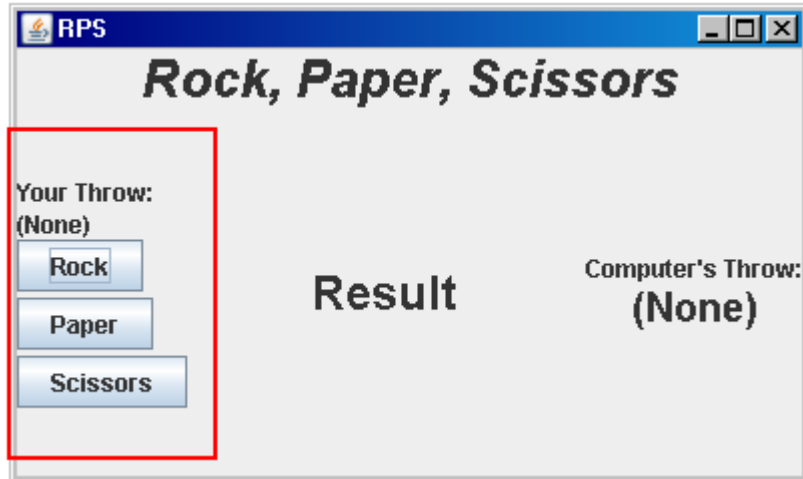 RPS
Rock, Paper, Scissors
Your Throw:
(None)
Rock
Paper
Scissors
Result
Computer's Throw:
(None)